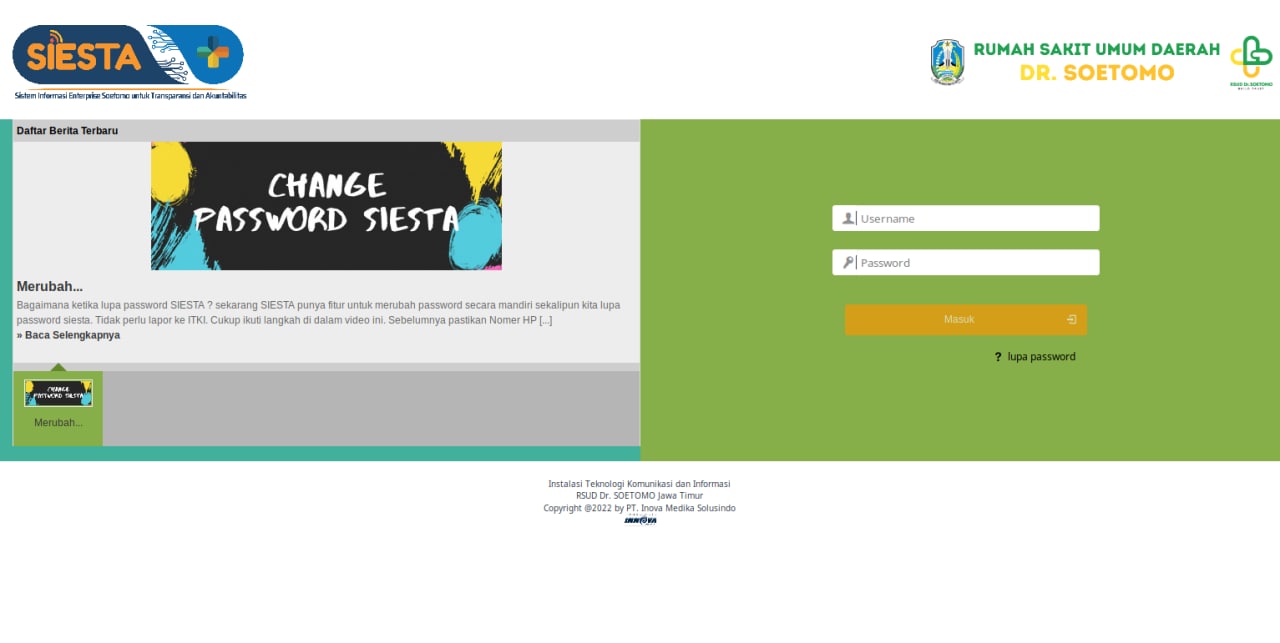 SIESTA
Sistem Informasi Enterprise Soetomo untuk Transparansi dan Akuntabilitas
RUMAH SAKIT UMUM DAERAH
DR. SOETOMO
RSUD DR. SOETOMO
Daftar Berita Terbaru
CHANGE
PASSWORD SIESTA
Merubah...
Bagaimana ketika lupa password SIESTA ? sekarang SIESTA punya fitur untuk merubah password secara mandiri sekalipun kita lupa
password siesta. Tidak perlu lapor ke ITKI. Cukup ikuti langkah di dalam video ini. Sebelumnya pastikan Nomer HP [...]
» Baca Selengkapnya
CHANGE
PASSWORD SIESTA
Merubah...
Username
Password
Masuk
? lupa password
Instalasi Teknologi Komunikasi dan Informasi
RSUD Dr. SOETOMO Jawa Timur
Copyright @2022 by PT. Inova Medika Solusindo